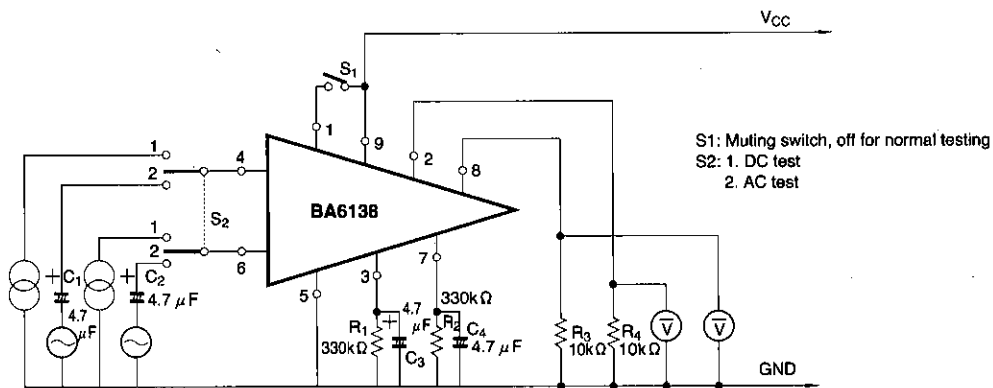 VCC
S1
1
9
2
8
S1: Muting switch, off for normal testing
S2: 1. DC test
2. AC test
1
2
4
BA6138
S2
1
2
6
5
3
7
+ C1
4.7
μF
+ C2
4.7 μF
R1
330kΩ
+
4.7
μF
C3
330kΩ
R2
C4
4.7 μF
R3
10kΩ
R4
10kΩ
V
V
GND